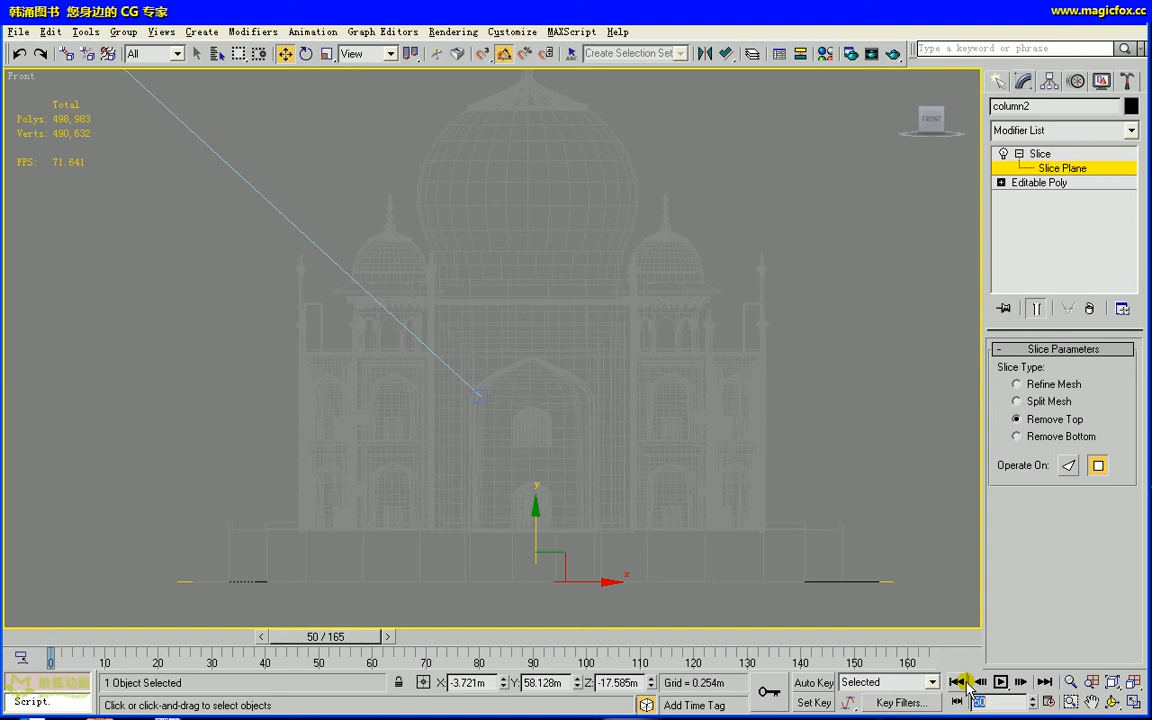 韩涌图书 您身边的 CG 专家
www.magicfox.cc
File Edit Tools Group Views Create Modifiers Animation Graph Editors Rendering Customize MAXScript Help
All
View
Create Selection Set
Type a keyword or phrase
Front
FRONT
Total
Polys: 498,983
Verts: 490,632
FPS: 71.641
y
x
column2
Modifier List
Slice
Slice Plane
Editable Poly
Slice Parameters
Slice Type:
Refine Mesh
Split Mesh
Remove Top
Remove Bottom
Operate On:
50 / 165
0 10 20 30 40 50 60 70 80 90 100 110 120 130 140 150 160
1 Object Selected
X: -3.721m Y: 58.128m Z: -17.585m
Grid = 0.254m
Auto Key
Selected
Script.
Click or click-and-drag to select objects
Add Time Tag
Set Key
Key Filters...
50